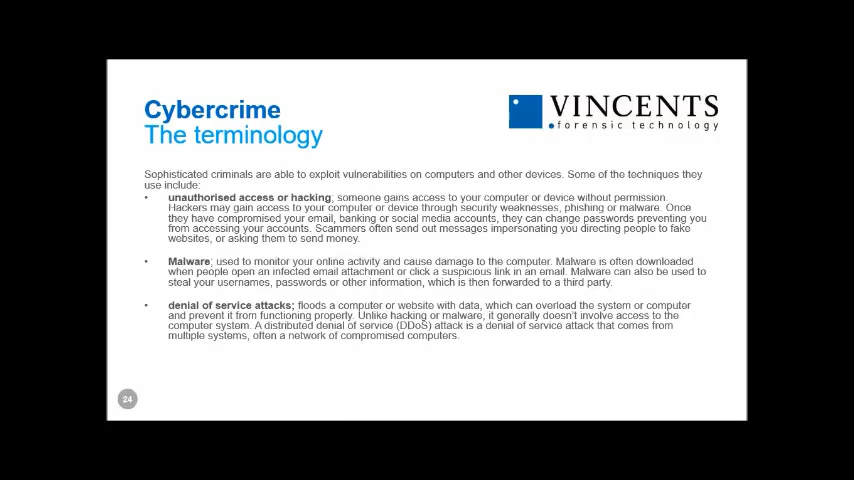 Cybercrime
The terminology
VINCENTS
forensic technology
Sophisticated criminals are able to exploit vulnerabilities on computers and other devices. Some of the techniques they
use include:
• unauthorised access or hacking; someone gains access to your computer or device without permission.
Hackers may gain access to your computer or device through security weaknesses, phishing or malware. Once
they have compromised your email, banking or social media accounts, they can change passwords preventing you
from accessing your accounts. Scammers often send out messages impersonating you directing people to fake
websites, or asking them to send money.
• Malware; used to monitor your online activity and cause damage to the computer. Malware is often downloaded
when people open an infected email attachment or click a suspicious link in an email. Malware can also be used to
steal your usernames, passwords or other information, which is then forwarded to a third party.
• denial of service attacks; floods a computer or website with data, which can overload the system or computer
and prevent it from functioning properly. Unlike hacking or malware, it generally doesn't involve access to the
computer system. A distributed denial of service (DDoS) attack is a denial of service attack that comes from
multiple systems, often a network of compromised computers.
24